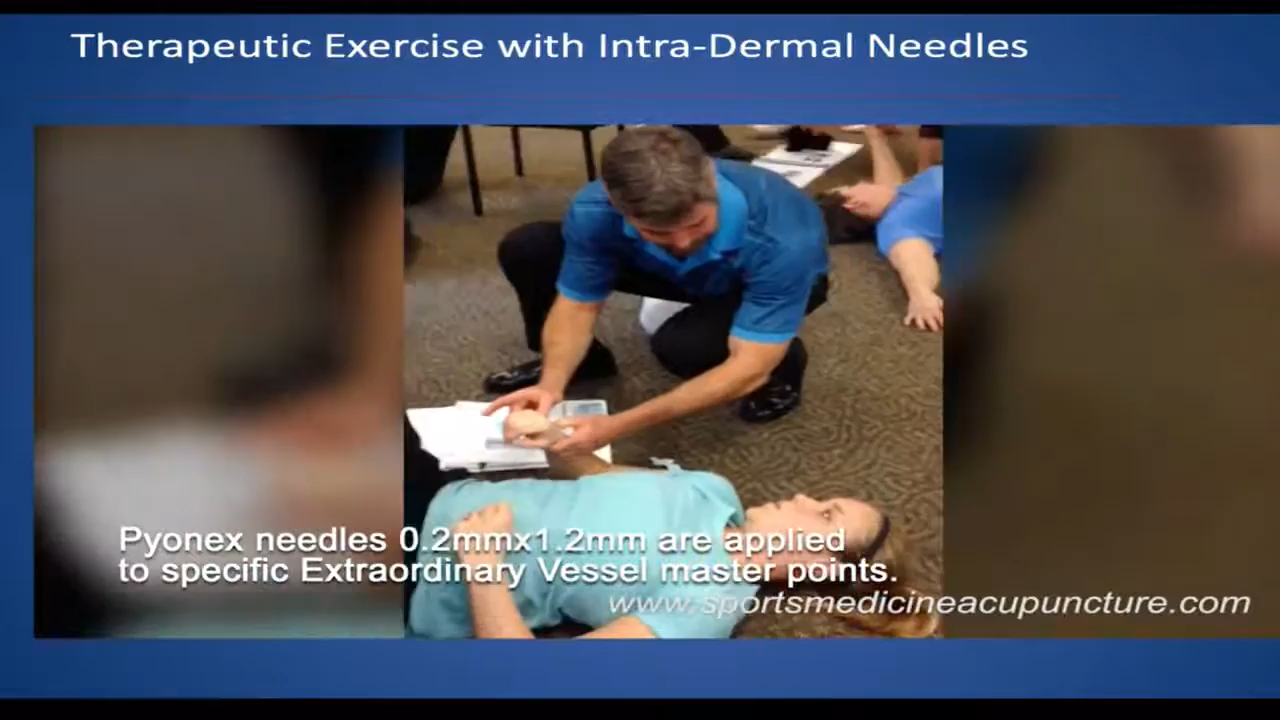 Therapeutic Exercise with Intra-Dermal Needles
Pyonex needles 0.2mmx1.2mm are applied
to specific Extraordinary Vessel master points.
www.sportsmedicineacupuncture.com